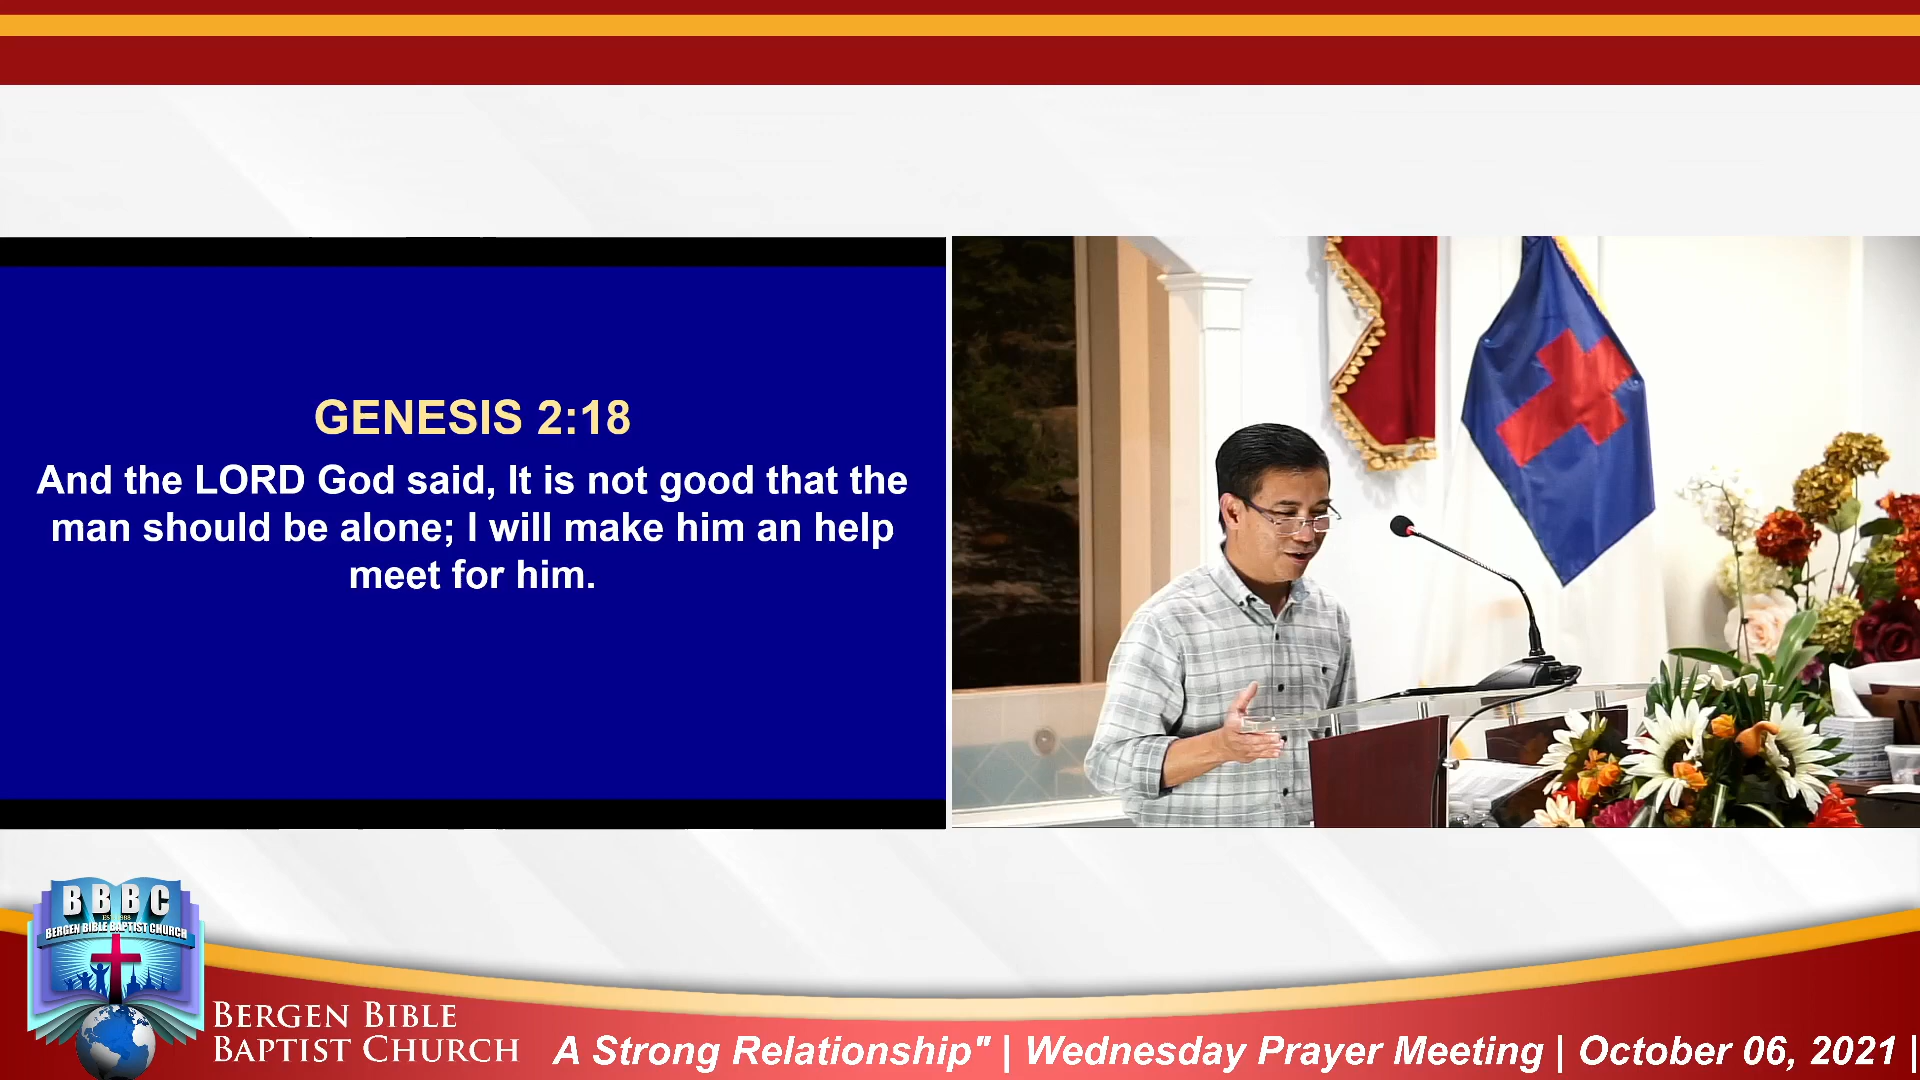 GENESIS 2:18
And the LORD God said, It is not good that the
man should be alone; I will make him an help
meet for him.
BBBC
BERGEN BIBLE BAPTIST CHURCH
BERGEN BIBLE
BAPTIST CHURCH
A Strong Relationship" | Wednesday Prayer Meeting | October 06, 2021 |